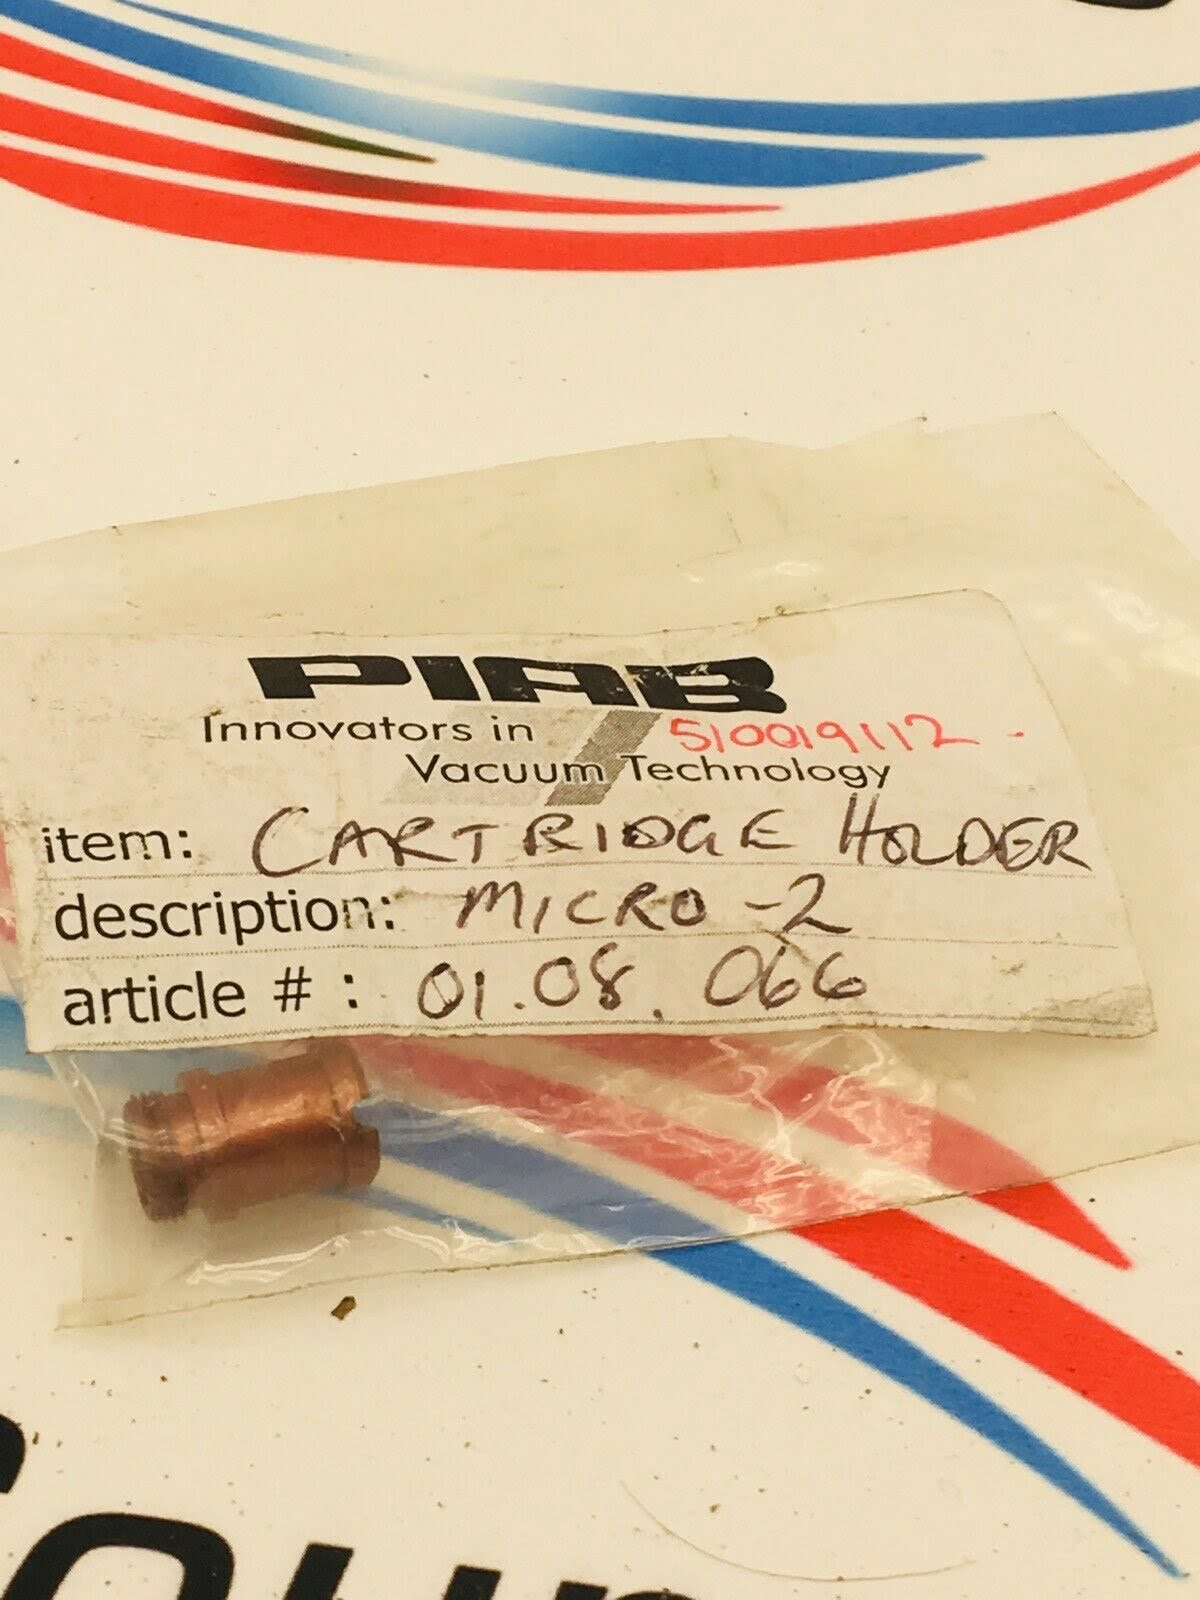 PIAB
Innovators in
510019112
Vacuum Technology
item: CARTRIDGE HOLDER
description: MICRO-2
article #: 01.08.066